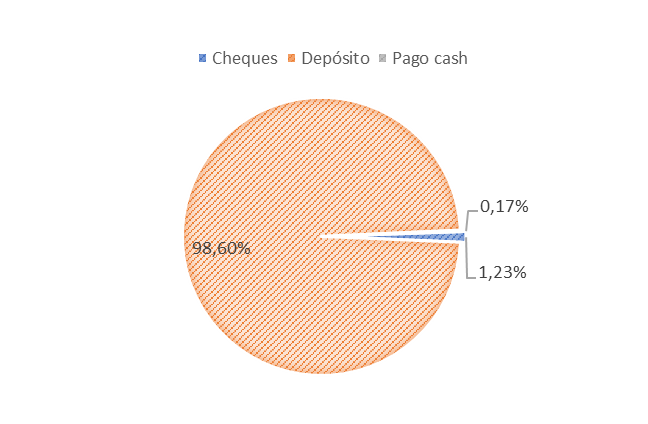 Cheques Depósito Pago cash
0,17%
98,60%
1,23%